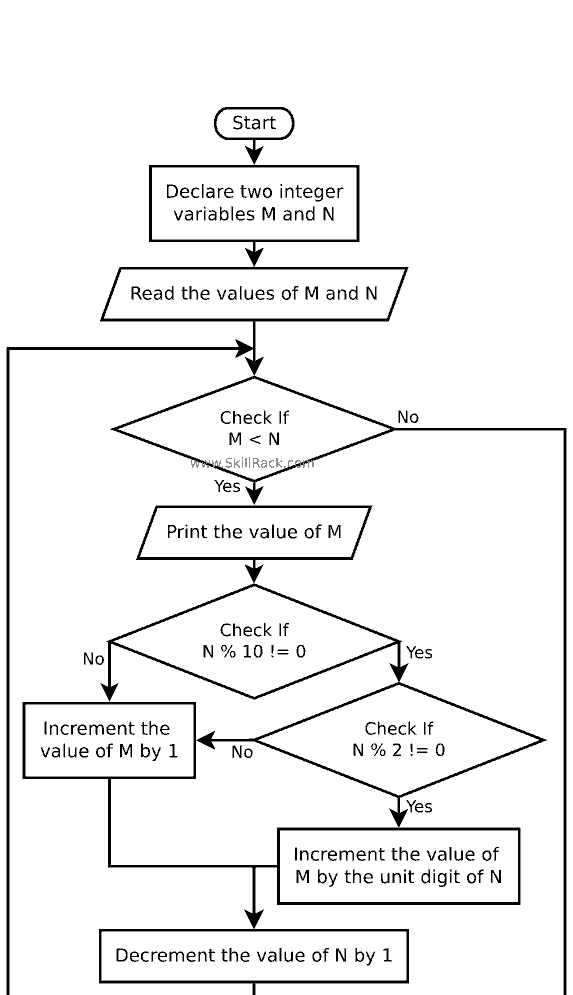 Start
Declare two integer
variables M and N
Read the values of M and N
Check If
M < N
No
www.SkillRack.com
Yes
Print the value of M
Check If
N % 10 != 0
No
Yes
Increment the
value of M by 1
Check If
N % 2 != 0
No
Yes
Increment the value of
M by the unit digit of N
Decrement the value of N by 1